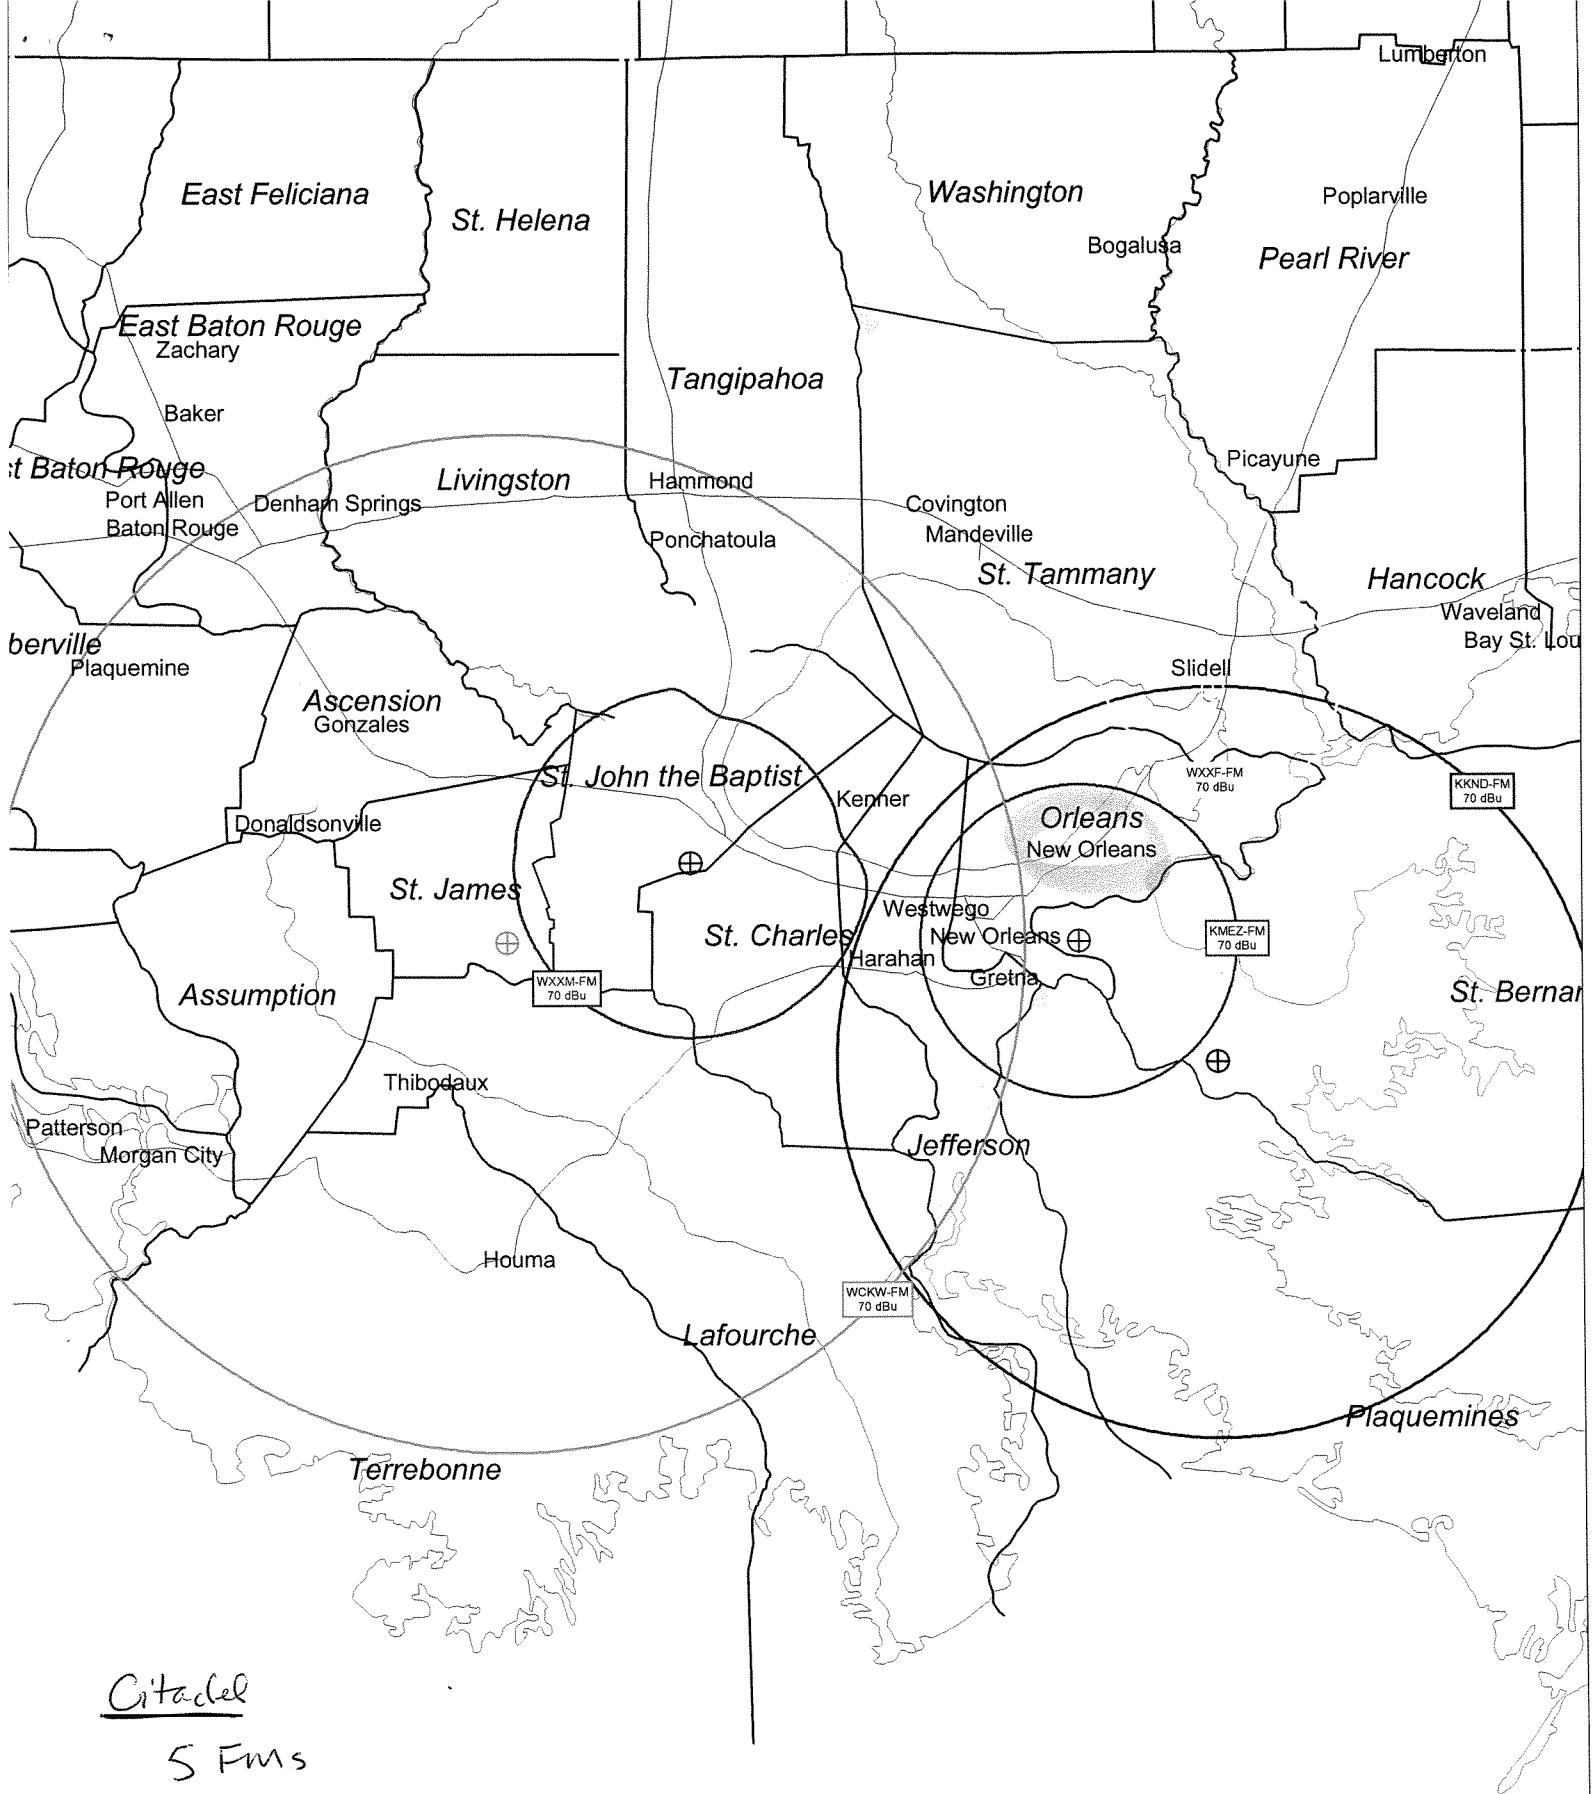 Lumberton
East Feliciana
St. Helena
Washington
Poplarville
Bogalusa
Pearl River
East Baton Rouge
Zachary
Tangipahoa
Baker
st Baton Rouge
Livingston
Hammond
Picayune
Port Allen
Denham Springs
Covington
Baton Rouge
Ponchatoula
Mandeville
St. Tammany
Hancock
Waveland
Bay St. Lou
berville
Plaquemine
Slidell
Ascension
Gonzales
St. John the Baptist
WXXF-FM
70 dBu
KKND-FM
70 dBu
Kenner
Donaldsonville
Orleans
New Orleans
St. James
Westwego
St. Charles
New Orleans
KMEZ-FM
70 dBu
Harahan
Gretna
Assumption
WXXM-FM
70 dBu
St. Bernar
Thibodaux
Patterson
Morgan City
Jefferson
Houma
WCKW-FM
70 dBu
Lafourche
Plaquemines
Terrebonne
Citadel
5 FMs